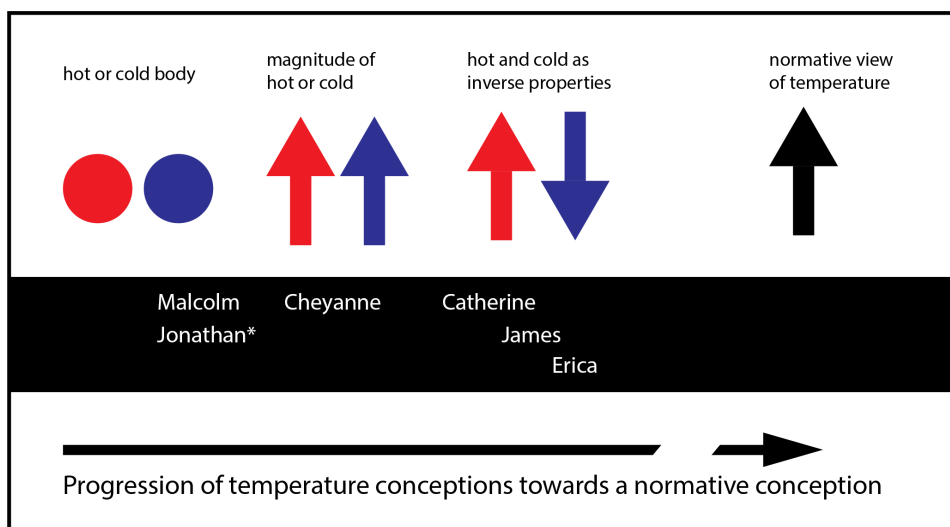 hot or cold body
magnitude of
hot or cold
hot and cold as
inverse properties
normative view
of temperature
Malcolm
Cheyanne
Catherine
Jonathan*
James
Erica
Progression of temperature conceptions towards a normative conception